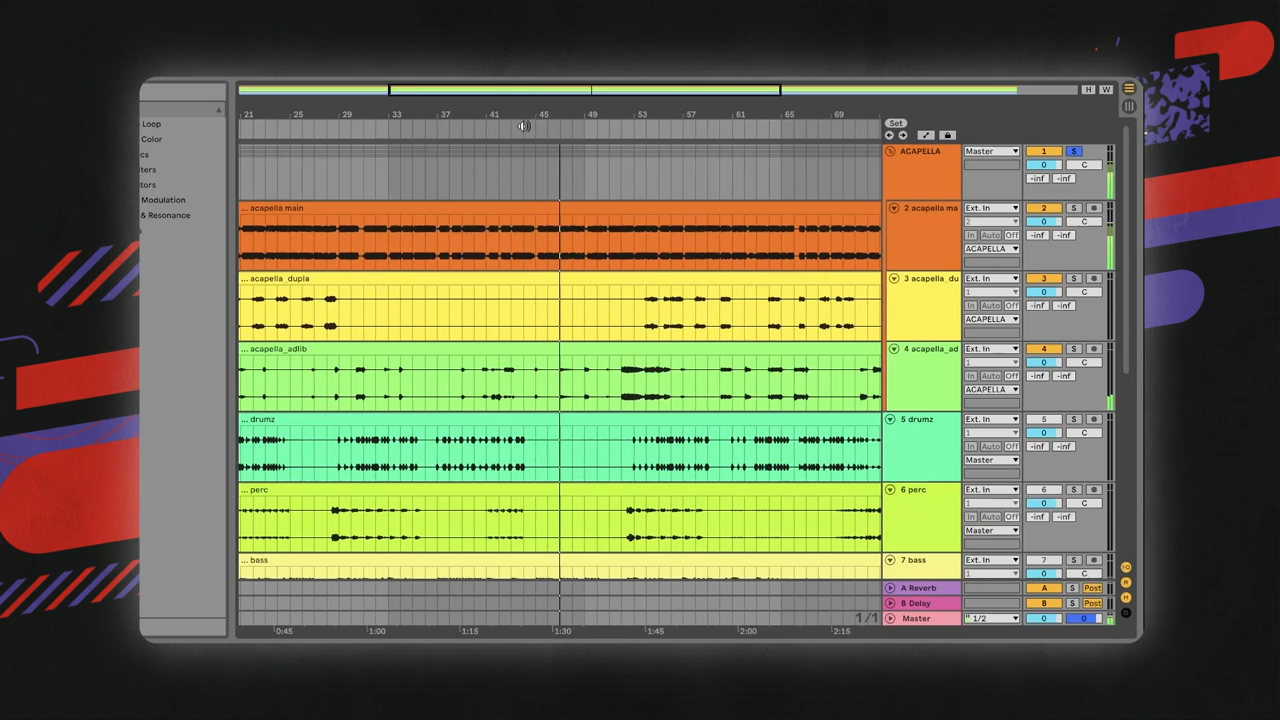 H W
21 25 29 33 37 41 45 49 53 57 61 65 69
Set
Loop
Color
cs
ters
tors
Modulation
& Resonance
ACAPELLA Master 1 S
0 C
-inf -inf
... acapella main 2 acapella ma Ext. In 2 S
2 0 C
In Auto Off -inf -inf
ACAPELLA
... acapella_dupla 3 acapella_du Ext. In 3 S
1 0 C
In Auto Off -inf -inf
ACAPELLA
acapella_adlib 4 acapella_ad Ext. In 4 S
1 0 C
In Auto Off -inf -inf
ACAPELLA
... drumz 5 drumz Ext. In 5 S
1 0 C
In Auto Off -inf -inf
Master
... perc 6 perc Ext. In 6 S
1 0 C
In Auto Off -inf -inf
Master
... bass 7 bass Ext. In 7 S
1 0 C
A Reverb A S Post
B Delay B S Post
1/1 Master 1/2 0 0
0:45 1:00 1:15 1:30 1:45 2:00 2:15